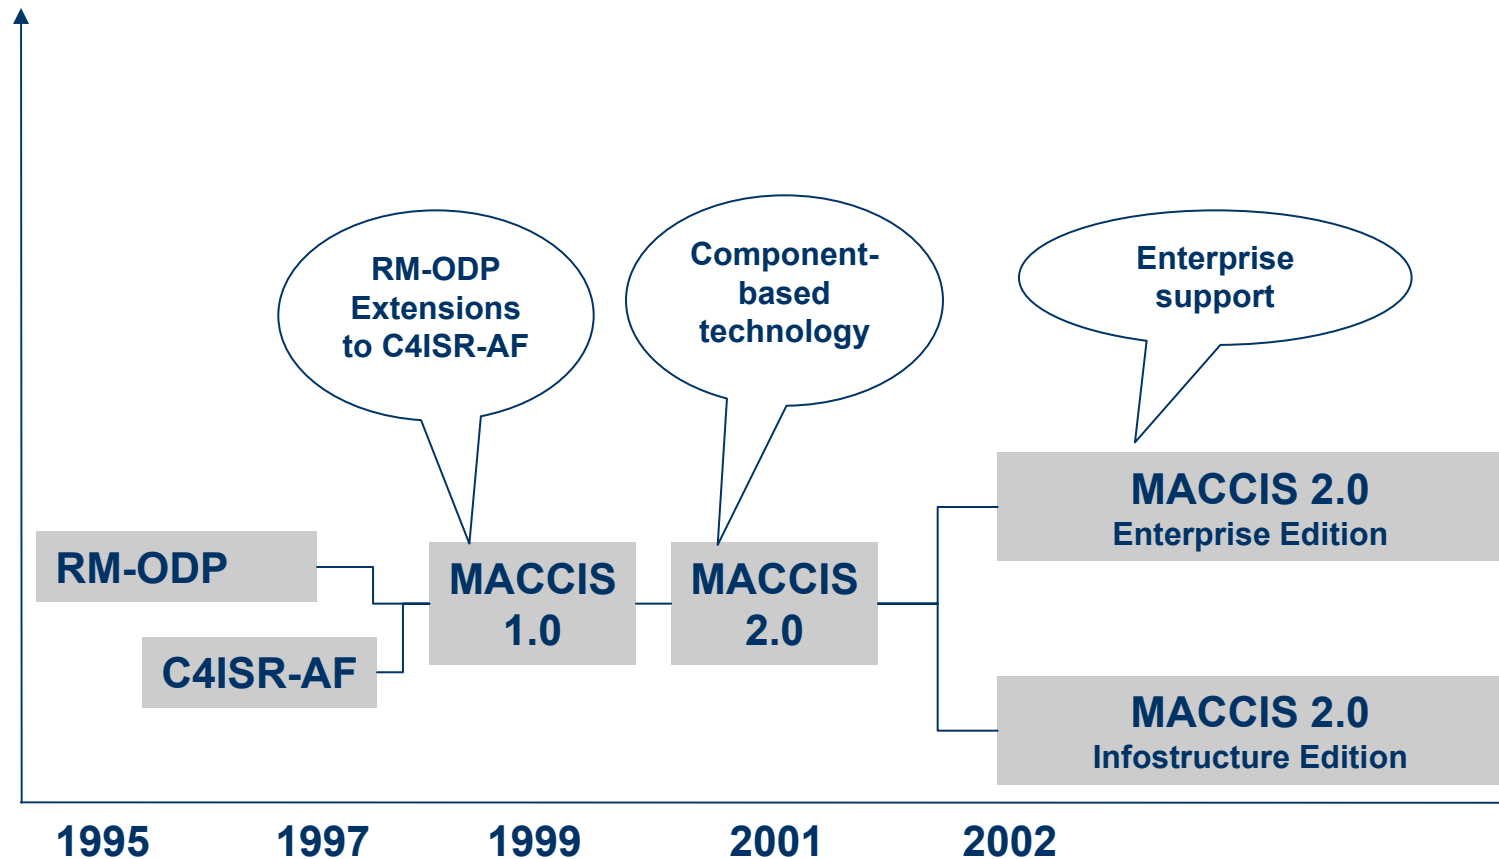 RM-ODP
Extensions
to C4ISR-AF
Component-
based
technology
Enterprise
support
RM-ODP
C4ISR-AF
MACCIS
1.0
MACCIS
2.0
MACCIS 2.0
Enterprise Edition
MACCIS 2.0
Infostructure Edition
1995
1997
1999
2001
2002